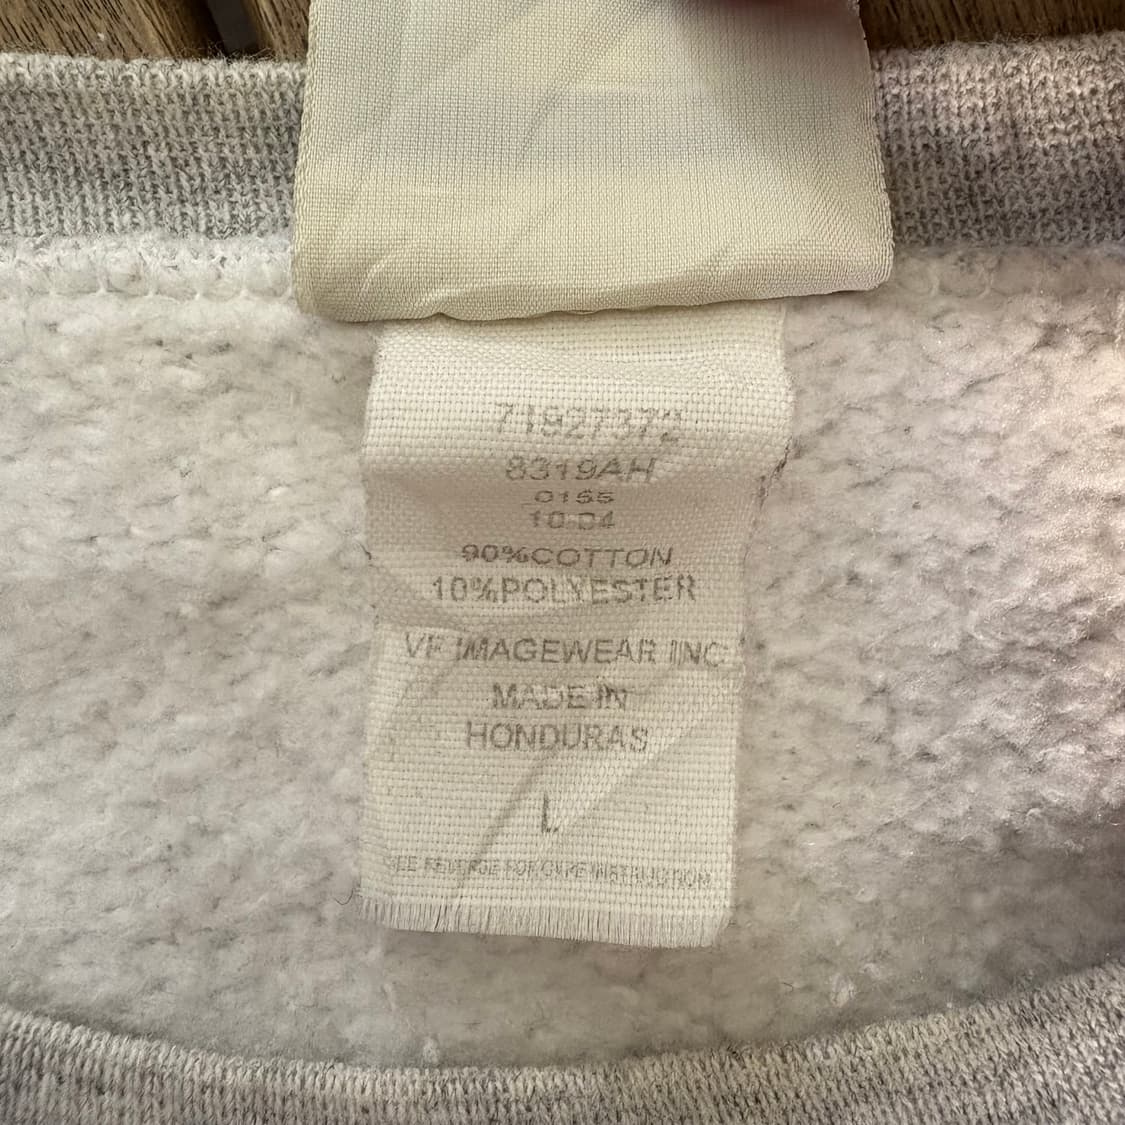 71927372
8319AH
0165
10-04
90%COTTON
10%POLYESTER
VF IMAGEWEAR INC
MADE IN
HONDURAS
L
SEE REVERSE FOR CARE INSTRUCTION